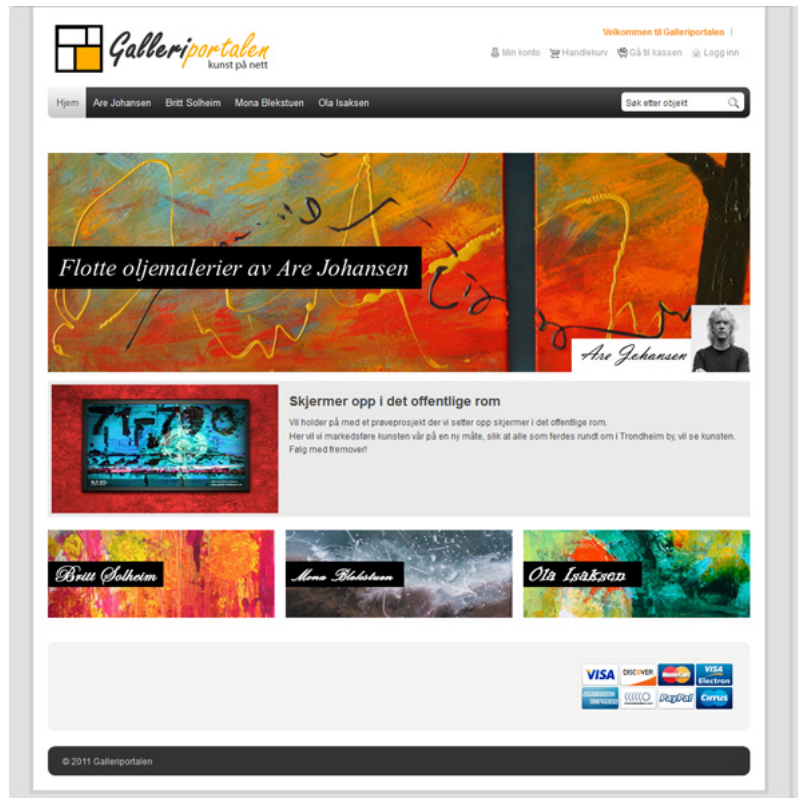 Galleriportalen
kunst på nett
Velkommen til Galleriportalen |
Min konto Handlekurv Gå til kassen Logg inn
Hjem Are Johansen Britt Solheim Mona Blekstuen Ola Isaksen Søk etter objekt
Flotte oljemalerier av Are Johansen
Are Johansen
Skjermer opp i det offentlige rom
Vil holder på med et prøveprosjekt der vi setter opp skjermer i det offentlige rom.
Her vil vi markedsføre kunsten vår på en ny måte, slik at alle som ferdes rundt om i Trondheim by, vil se kunsten.
Følg med fremover!
Britt Solheim
Mona Blekstuen
Ola Isaksen
VISA DISCOVER MasterCard VISA Electron
AMERICAN EXPRESS PayPal Cirrus
© 2011 Galleriportalen